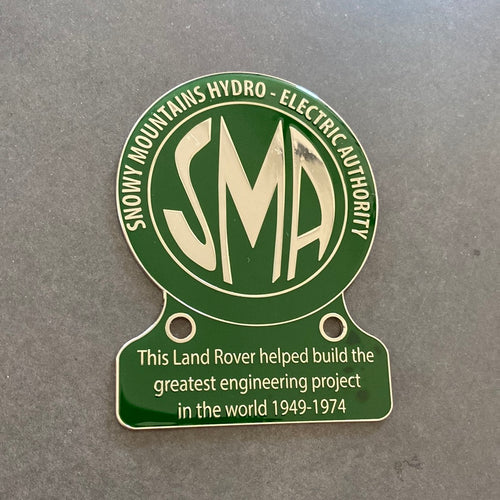 SNOWY MOUNTAINS HYDRO - ELECTRIC AUTHORITY
SMA
This Land Rover helped build the
greatest engineering project
in the world 1949-1974